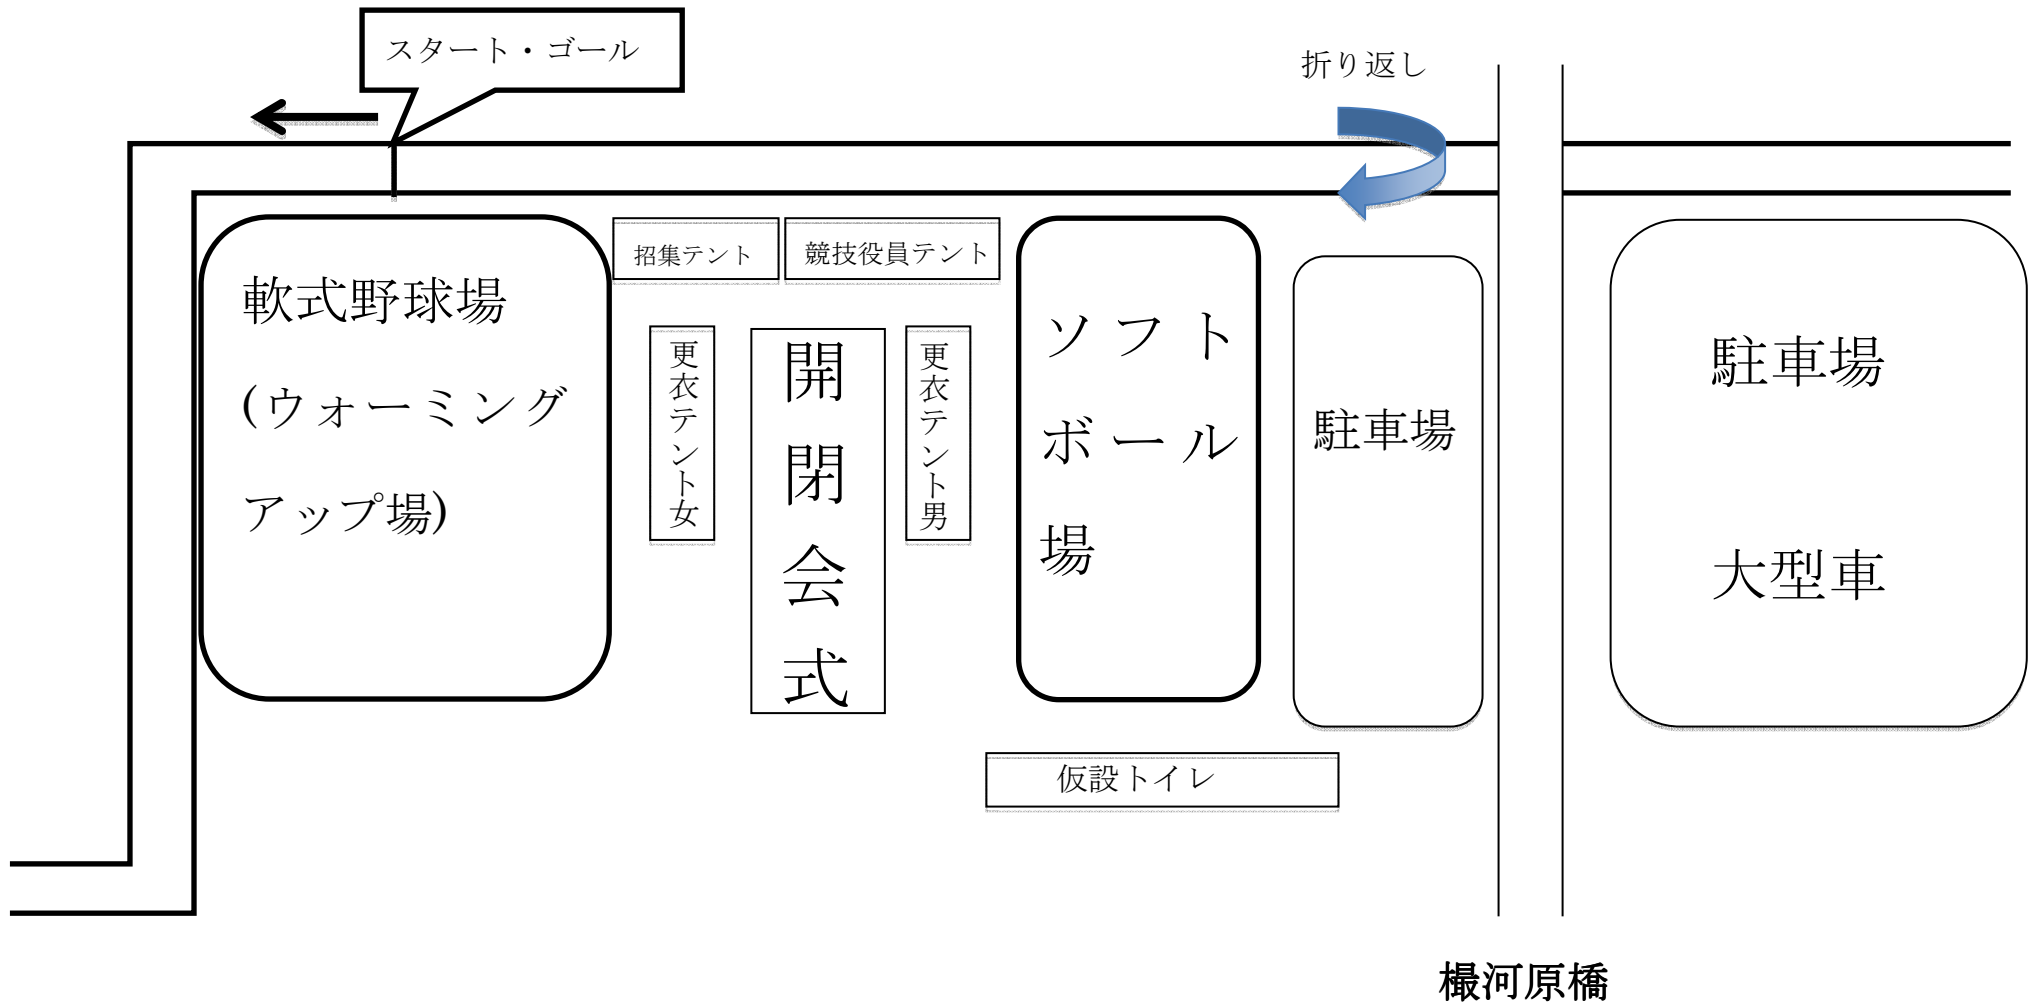 スタート・ゴール
折り返し
招集テント
競技役員テント
軟式野球場
(ウォーミング
アップ場)
更衣テント女
開閉会式
更衣テント男
ソフト
ボール
場
駐車場
駐車場
大型車
仮設トイレ
樶河原橋